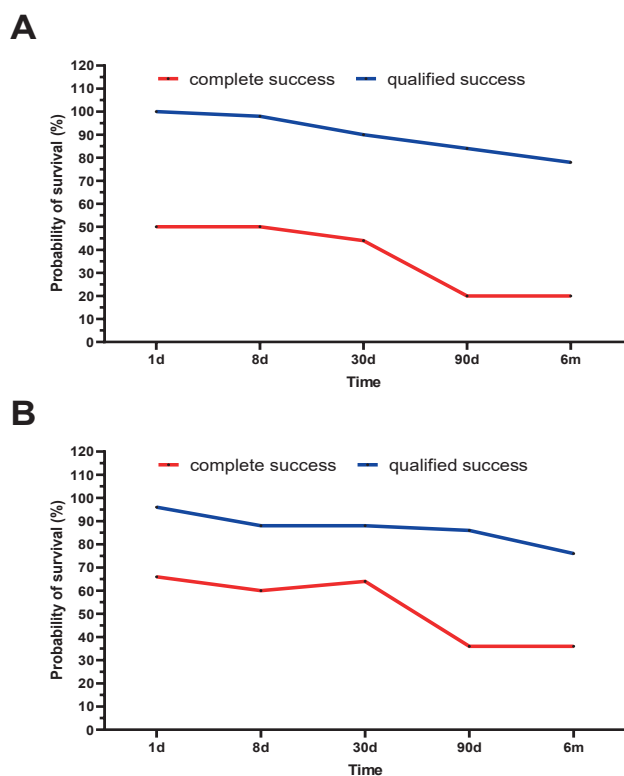 A
120
110
100
90
80
70
60
50
40
30
20
10
0
Probability of survival (%)
complete success
qualified success
1d 8d 30d 90d 6m
Time
B
120
110
100
90
80
70
60
50
40
30
20
10
0
Probability of survival (%)
complete success
qualified success
1d 8d 30d 90d 6m
Time